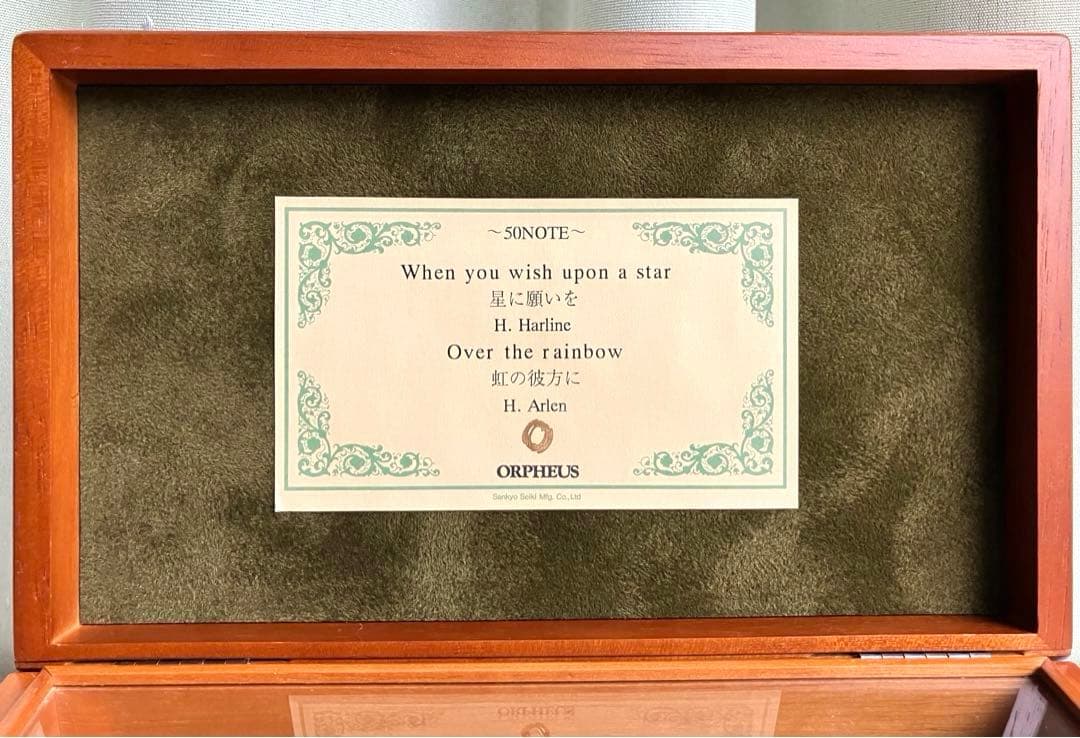 ~50NOTE~
When you wish upon a star
星に願いを
H. Harline
Over the rainbow
虹の彼方に
H. Arlen
ORPHEUS
Sankyo Seiki Mfg. Co.,Ltd
ORPHEUS